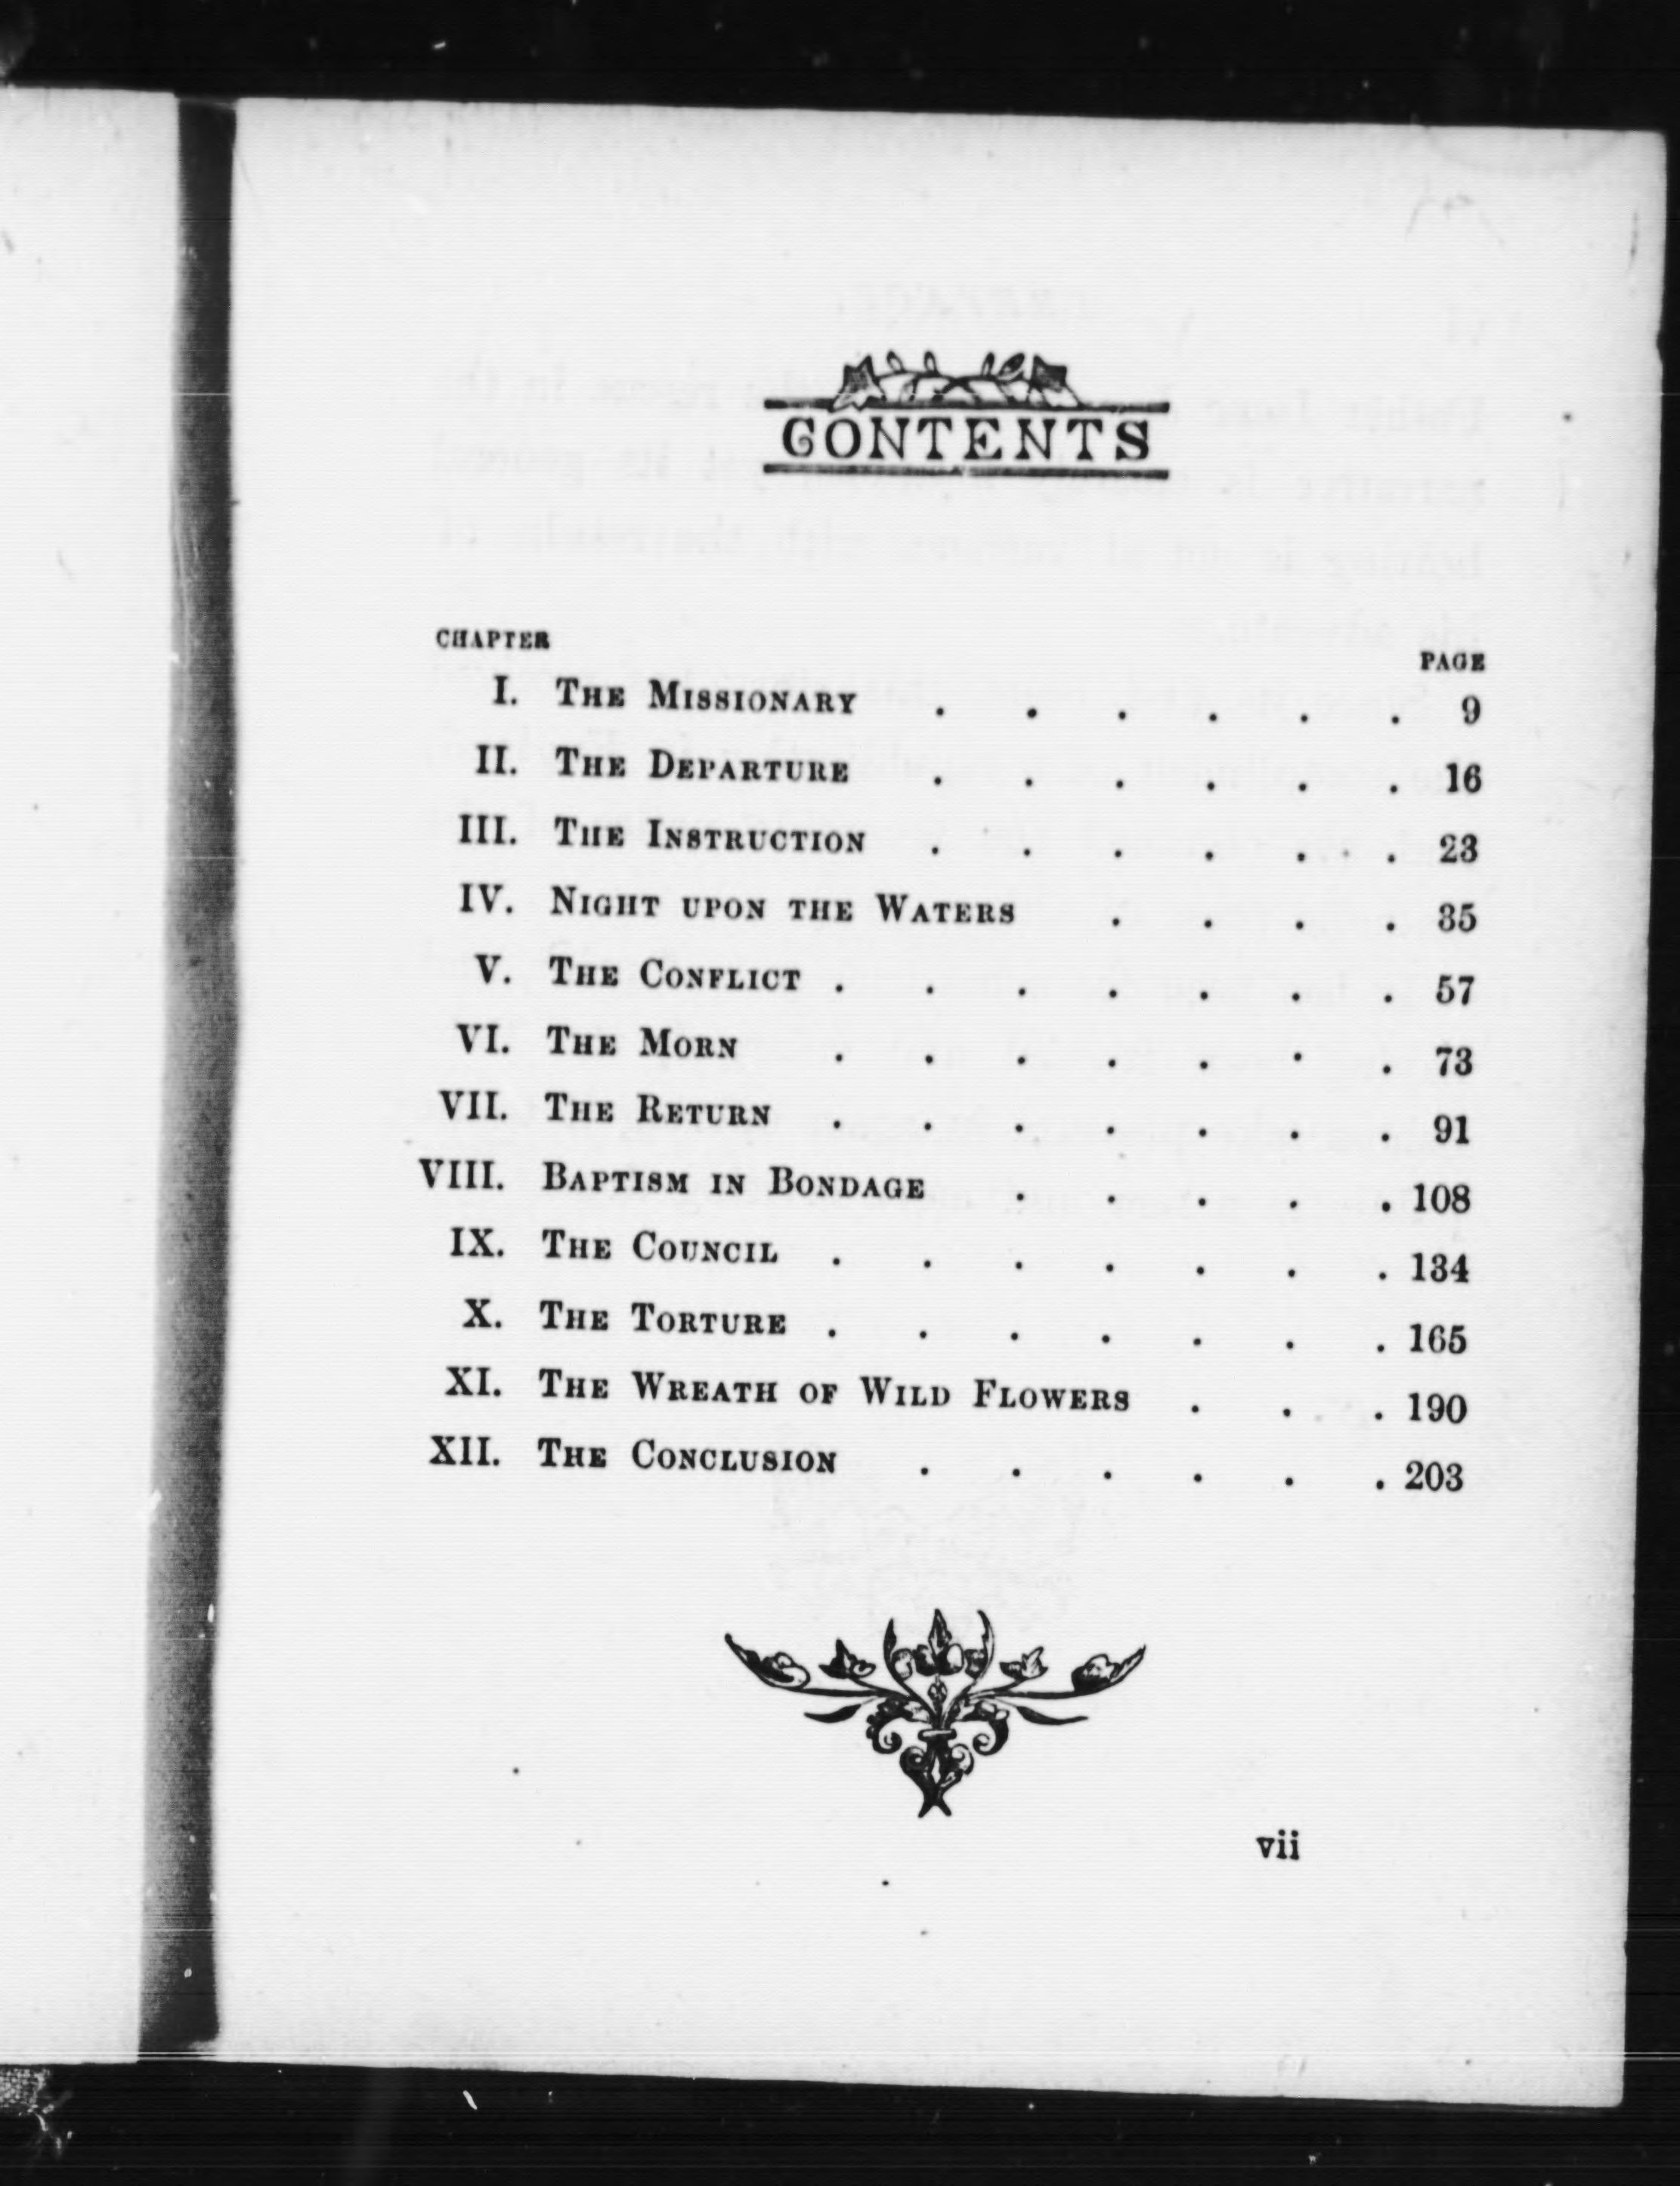 CONTENTS
CHAPTER PAGE
I. THE MISSIONARY . . . . . . 9
II. THE DEPARTURE . . . . . . 16
III. THE INSTRUCTION . . . . . . 23
IV. NIGHT UPON THE WATERS . . . . 35
V. THE CONFLICT . . . . . . . 57
VI. THE MORN . . . . . . . 73
VII. THE RETURN . . . . . . . 91
VIII. BAPTISM IN BONDAGE . . . . . 108
IX. THE COUNCIL . . . . . . . 134
X. THE TORTURE . . . . . . . 165
XI. THE WREATH OF WILD FLOWERS . . . 190
XII. THE CONCLUSION . . . . . . 203
vii